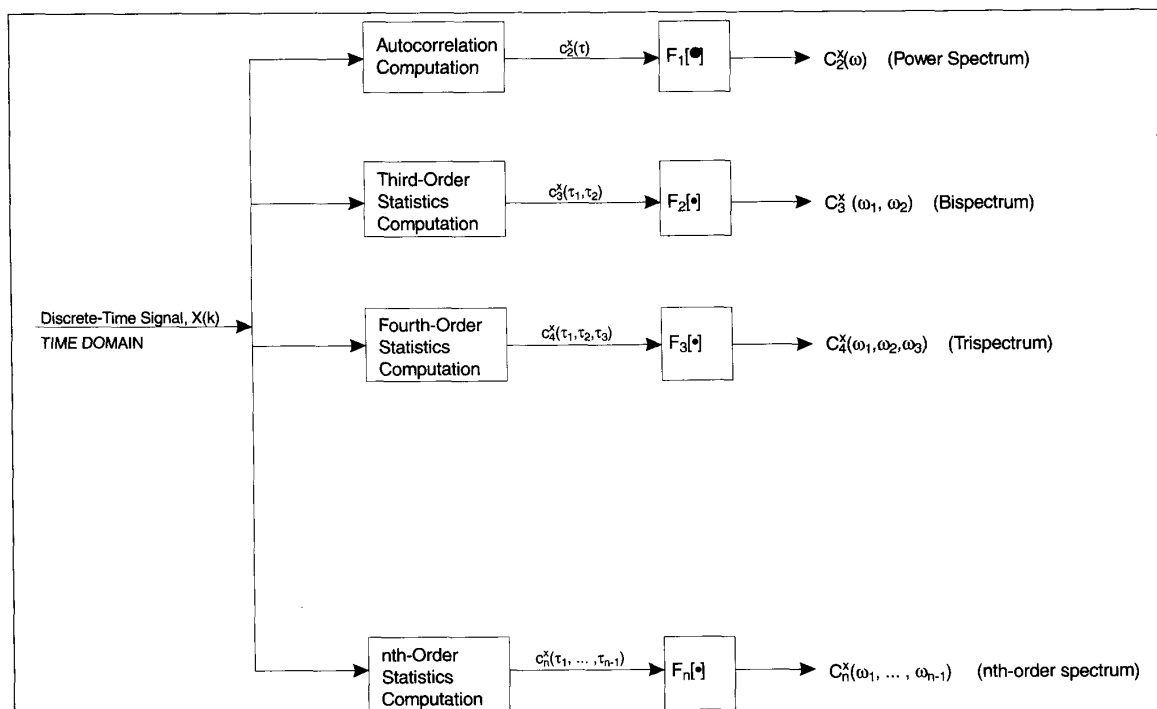 Autocorrelation
Computation
c₂ˣ(τ)
F₁[●]
C₂ˣ(ω) (Power Spectrum)
Third-Order
Statistics
Computation
c₃ˣ(τ₁,τ₂)
F₂[•]
C₃ˣ (ω₁, ω₂) (Bispectrum)
Discrete-Time Signal, X(k)
TIME DOMAIN
Fourth-Order
Statistics
Computation
c₄ˣ(τ₁,τ₂,τ₃)
F₃[•]
C₄ˣ(ω₁,ω₂,ω₃) (Trispectrum)
nth-Order
Statistics
Computation
cₙˣ(τ₁, ... ,τₙ₋₁)
Fₙ[•]
Cₙˣ(ω₁, ... , ωₙ₋₁) (nth-order spectrum)